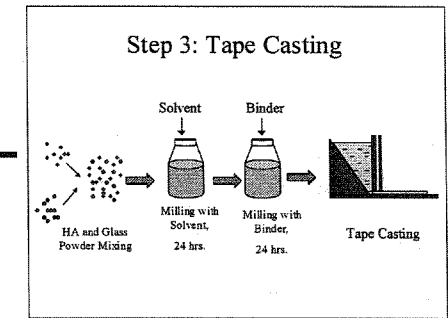 Step 3: Tape Casting
Solvent
Binder
HA and Glass
Powder Mixing
Milling with
Solvent,
24 hrs.
Milling with
Binder,
24 hrs.
Tape Casting